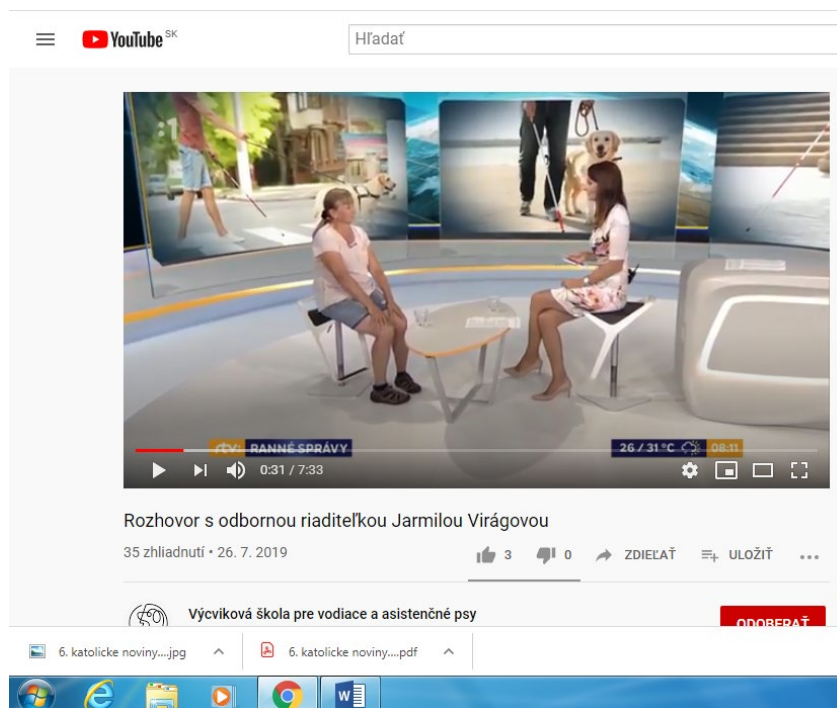 YouTube SK
Hľadať
:1
rtv: RANNÉ SPRÁVY
26 / 31°C 08:11
0:31 / 7:33
Rozhovor s odbornou riaditeľkou Jarmilou Virágovou
35 zhliadnutí • 26. 7. 2019
3 0 ZDIEĽAŤ ULOŽIŤ ...
Výcviková škola pre vodiace a asistenčné psy
ODOBERAŤ
6. katolicke noviny....jpg
6. katolicke noviny....pdf
W